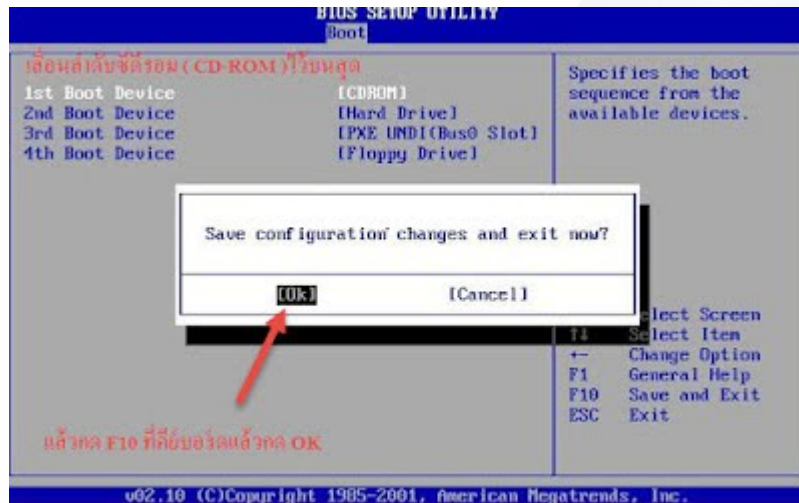 BIOS SETUP UTILITY
Boot
เลื่อนลำดับซีดีรอม ( CD-ROM )ไว้บนสุด
1st Boot Device [CDROM]
2nd Boot Device [Hard Drive]
3rd Boot Device [PXE UNDI(Bus0 Slot]
4th Boot Device [Floppy Drive]
Specifies the boot
sequence from the
available devices.
Save configuration changes and exit now?
[Ok] [Cancel]
lect Screen
↑↓ Select Item
+- Change Option
F1 General Help
F10 Save and Exit
ESC Exit
แล้วกด F10 ที่คีย์บอร์ดแล้วกด OK
v02.10 (C)Copyright 1985-2001, American Megatrends, Inc.